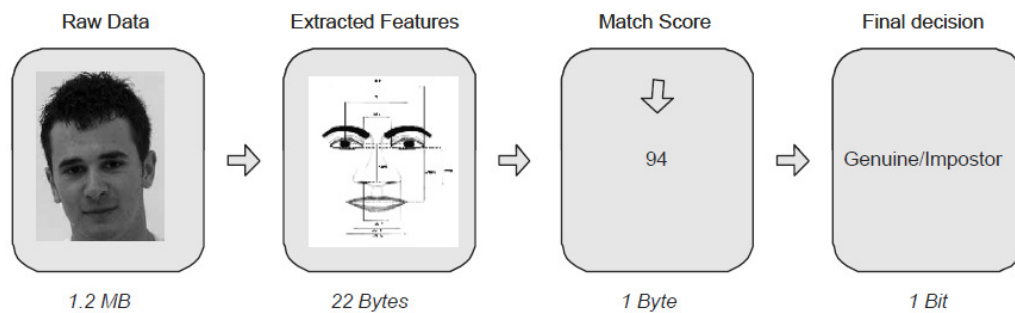 Raw Data
Extracted Features
Match Score
Final decision
94
Genuine/Impostor
1.2 MB
22 Bytes
1 Byte
1 Bit